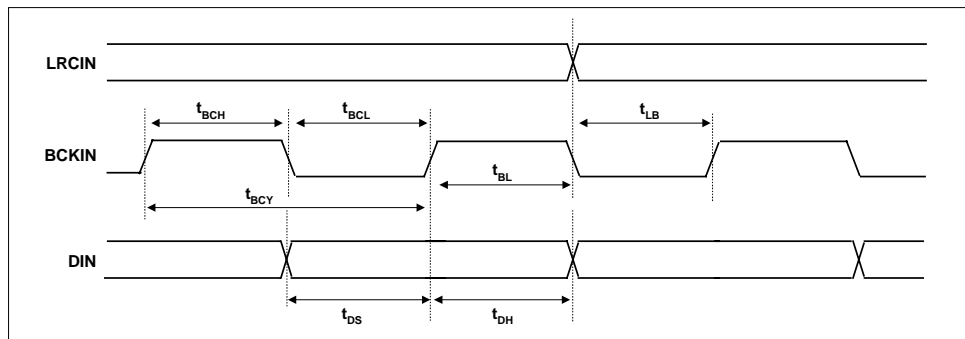 LRCIN
t_BCH
t_BCL
t_LB
BCKIN
t_BL
t_BCY
DIN
t_DS
t_DH